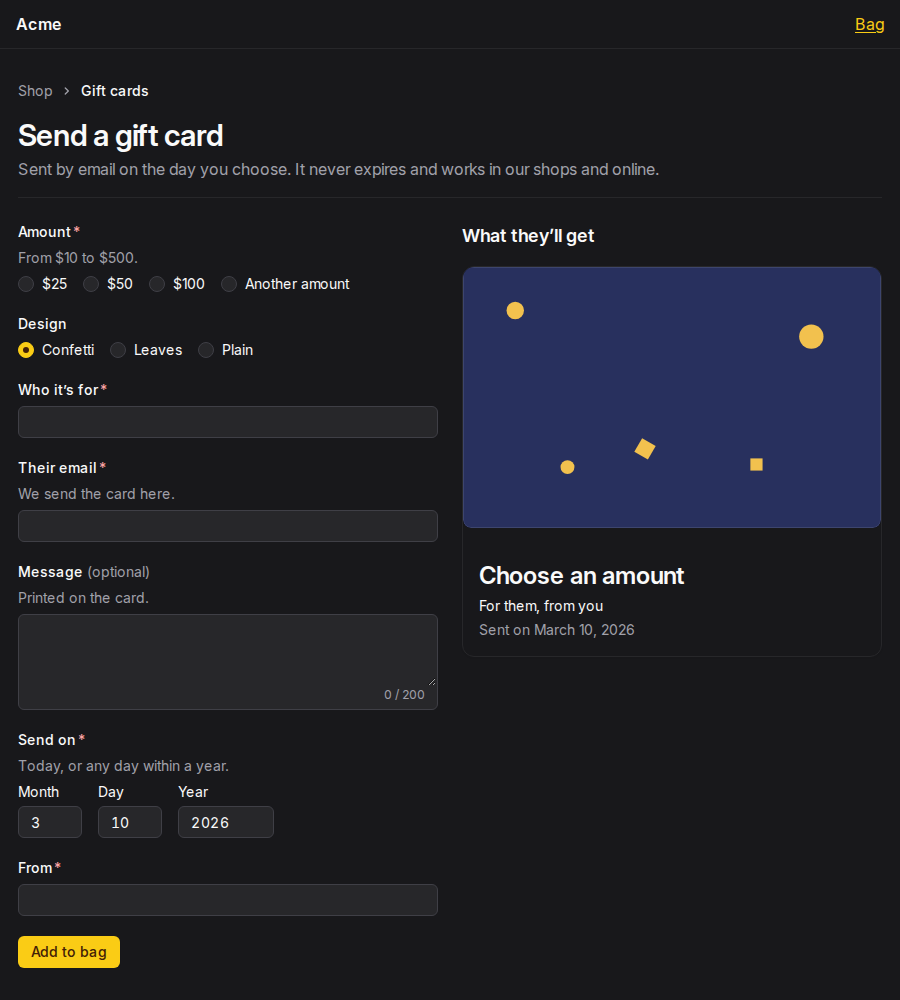 Acme
Bag
Shop > Gift cards
Send a gift card
Sent by email on the day you choose. It never expires and works in our shops and online.
Amount *
From $10 to $500.
$25 $50 $100 Another amount
Design
Confetti Leaves Plain
Who it’s for *
Their email *
We send the card here.
Message (optional)
Printed on the card.
0 / 200
Send on *
Today, or any day within a year.
Month Day Year
3 10 2026
From *
Add to bag
What they’ll get
Choose an amount
For them, from you
Sent on March 10, 2026